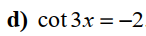 d) cot 3x = −2